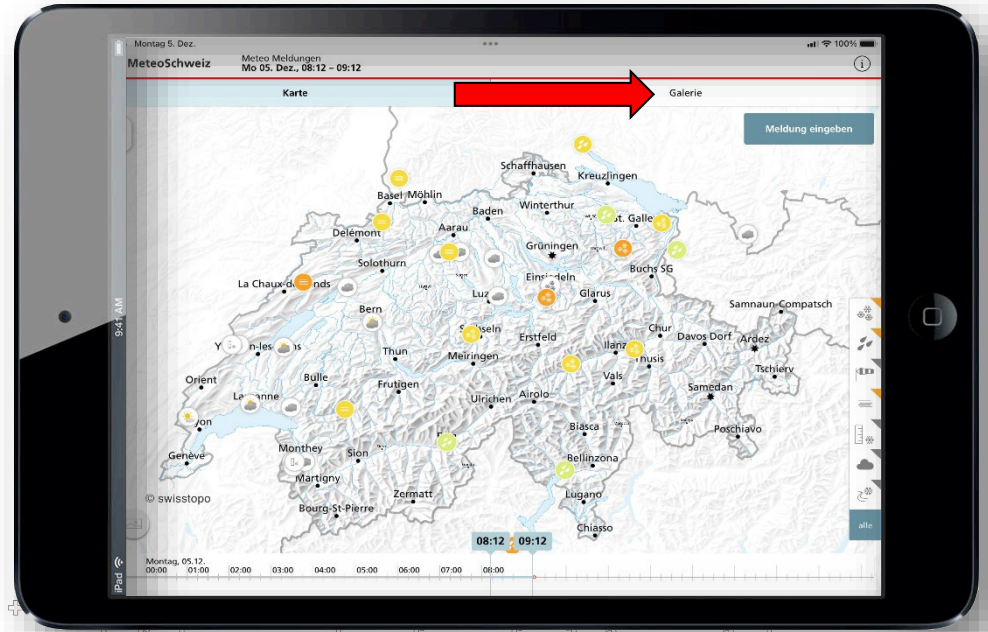 Montag 5. Dez.
100%
MeteoSchweiz
Meteo Meldungen
Mo 05. Dez., 08:12 – 09:12
Karte
Galerie
Meldung eingeben
Schaffhausen
Kreuzlingen
Basel Möhlin
Baden
Winterthur
St. Galle
Delémont
Aarau
Grüningen
Solothurn
Buchs SG
Einsiedeln
La Chaux-de-Fonds
Luz
Glarus
Samnaun-Compatsch
Bern
Chur
Davos Dorf
Ardez
Erstfeld
Ilanz
Thun
Meiringen
Thusis
Tschierv
Orient
Bulle
Frutigen
Vals
Samedan
Lausanne
Ulrichen
Airolo
Biasca
Poschiavo
Genève
Monthey
Sion
Bellinzona
Martigny
© swisstopo
Zermatt
Lugano
Bourg-St-Pierre
Chiasso
alle
08:12
09:12
Montag, 05.12.
00:00 01:00 02:00 03:00 04:00 05:00 06:00 07:00 08:00
9:41 AM
iPad